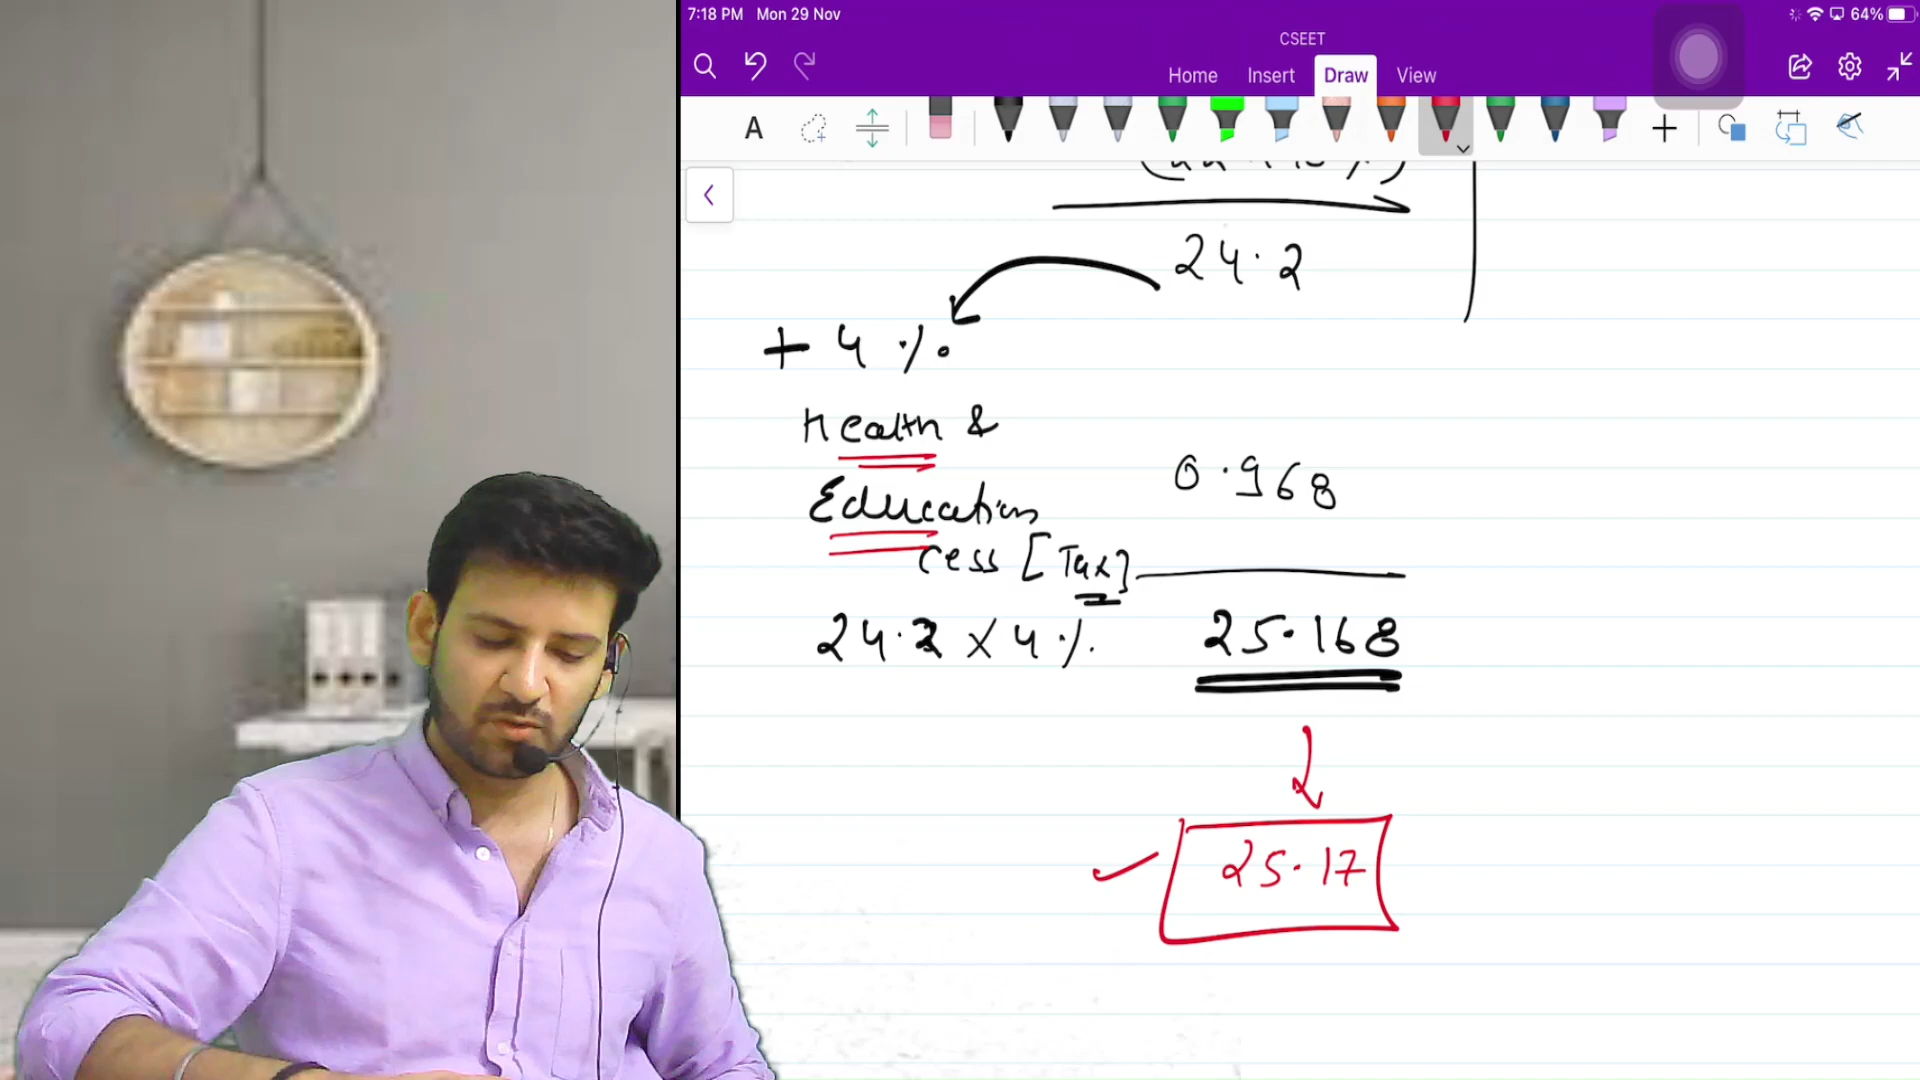 7:18 PM Mon 29 Nov
64%
CSEET
Home Insert Draw View
A
24.2
+ 4 %
Health &
Education
0.968
cess [Tax]
24.2 X 4 %
25.168
25.17